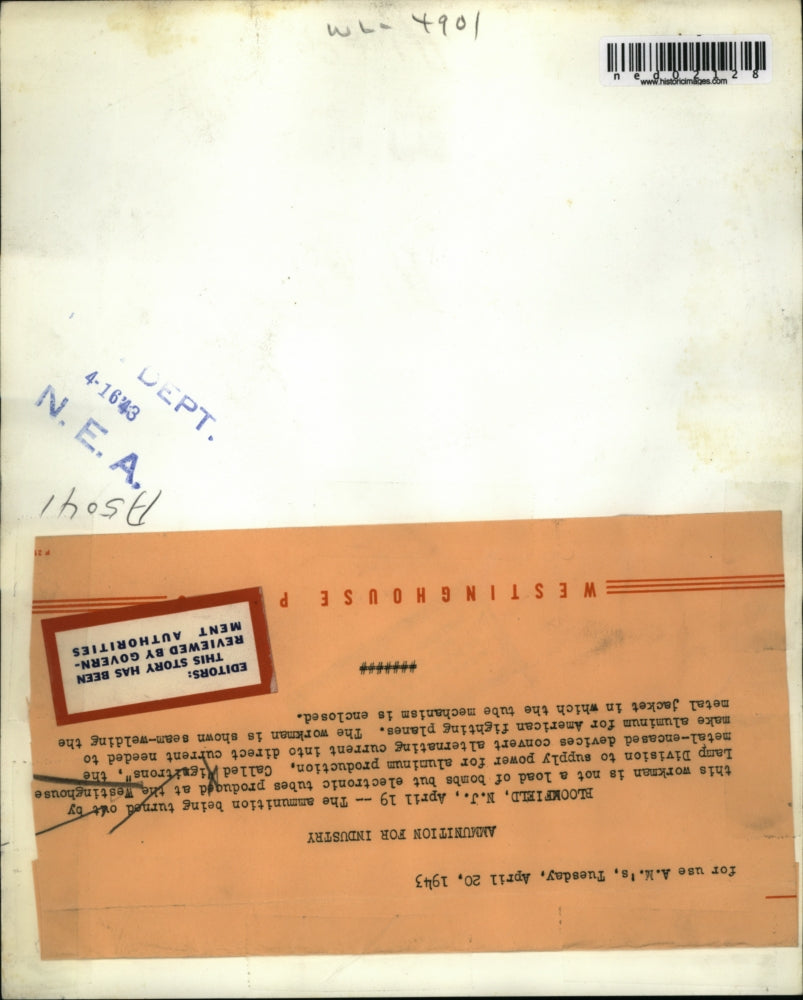 WL- 4901
ned02128
www.historicimages.com
DEPT.
4-16 43
N. E. A.
A5041
for use A.M.'s, Tuesday, April 20, 1943
AMMUNITION FOR INDUSTRY
BLOOMFIELD, N.J., April 19 -- The ammunition being turned out by
this workman is not a load of bombs but electronic tubes produced at the Westinghouse
Lamp Division to supply power for aluminum production. Called "ignitrons", the
metal-encased devices convert alternating current into direct current needed to
make aluminum for American fighting planes. The workman is shown seam-welding the
metal jacket in which the tube mechanism is enclosed.
#######
EDITORS:
THIS STORY HAS BEEN
REVIEWED BY GOVERN-
MENT AUTHORITIES
WESTINGHOUSE P